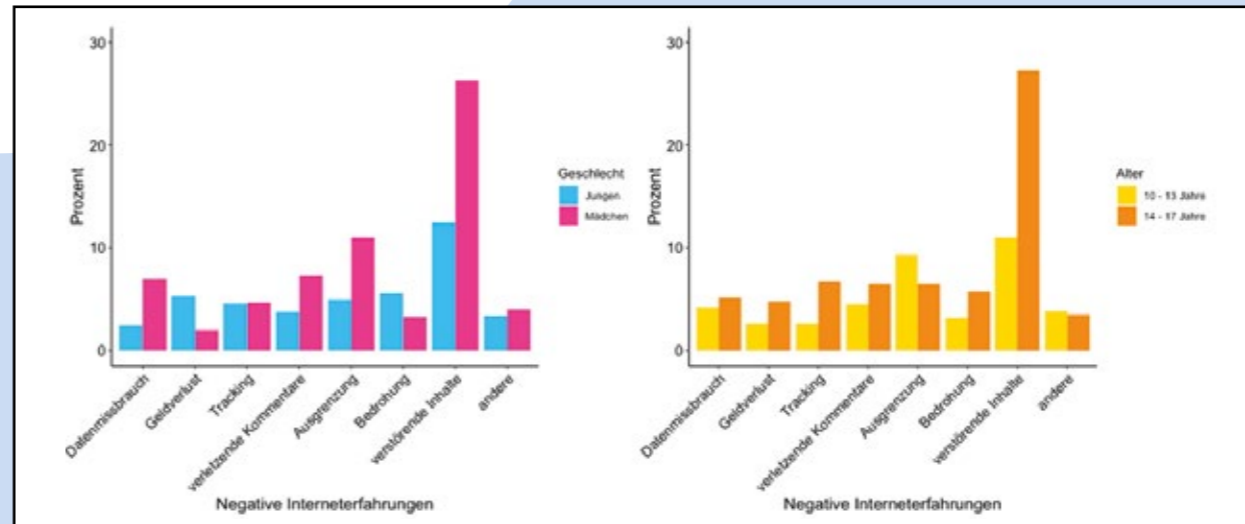 30
20
10
0
Prozent
Geschlecht
Jungen
Mädchen
Datenmissbrauch
Geldverlust
Tracking
verletzende Kommentare
Ausgrenzung
Bedrohung
verstörende Inhalte
andere
Negative Interneterfahrungen
30
20
10
0
Prozent
Alter
10 - 13 Jahre
14 - 17 Jahre
Datenmissbrauch
Geldverlust
Tracking
verletzende Kommentare
Ausgrenzung
Bedrohung
verstörende Inhalte
andere
Negative Interneterfahrungen